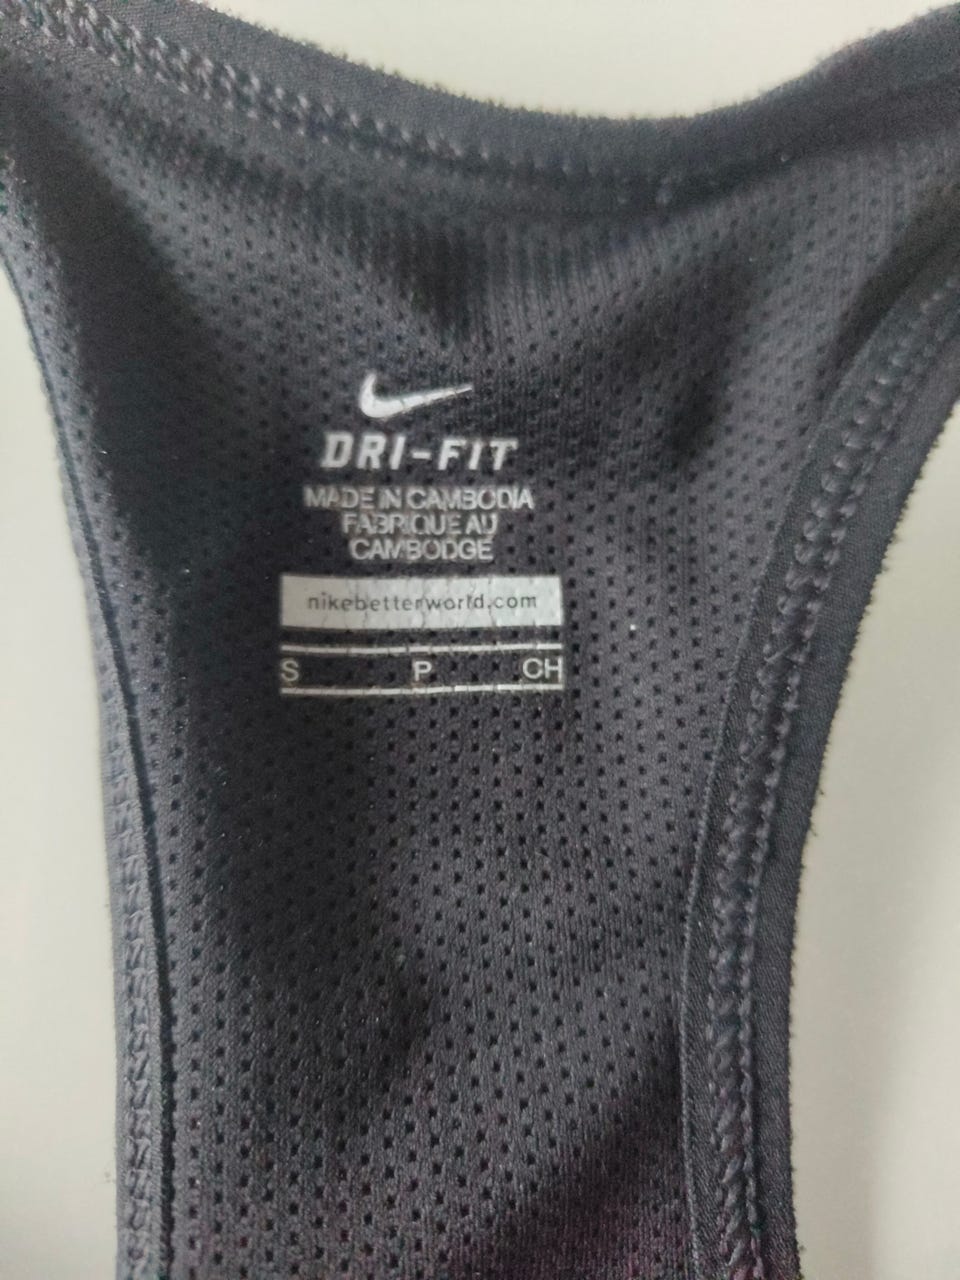 DRI-FIT
MADE IN CAMBODIA
FABRIQUE AU
CAMBODGE
nikebetterworld.com
S P CH